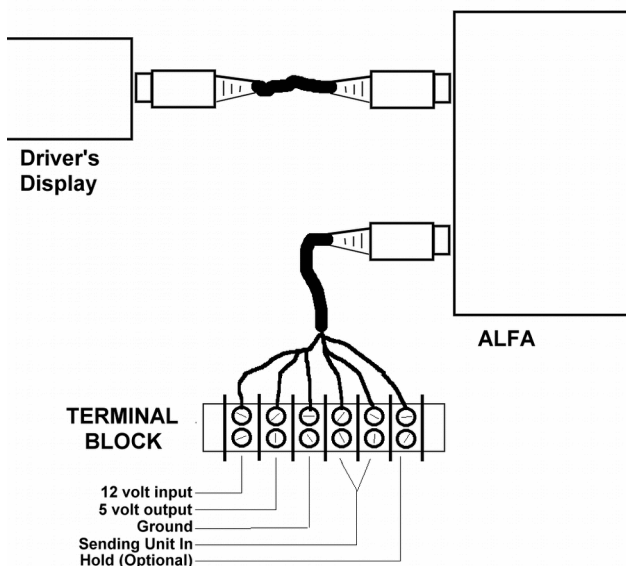 Driver's
Display
ALFA
TERMINAL
BLOCK
12 volt input
5 volt output
Ground
Sending Unit In
Hold (Optional)